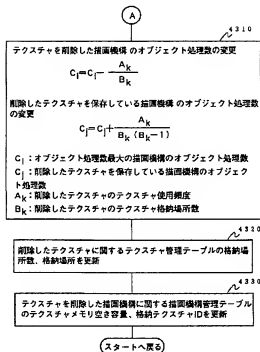 A
4310
テクスチャを削除した描画機構 のオブジェクト処理数の変更
Ci=Ci- Ak/Bk
削除したテクスチャを保存している描画機構 のオブジェクト処理数
の変更
Cj=Cj+ Ak/Bk(Bk-1)
Ci：オブジェクト処理数最大の描画機構のオブジェクト処理数
Cj：削除したテクスチャを保存している描画機構のオブジェク
ト処理数
Ak：削除したテクスチャのテクスチャ使用頻度
Bk：削除したテクスチャのテクスチャ格納場所数
4320
削除したテクスチャに関するテクスチャ管理テーブルの格納場
所数、格納場所を更新
4330
テクスチャを削除した描画機構に関する描画機構管理テーブル
のテクスチャメモリ空き容量、格納テクスチャIDを更新
スタートへ戻る